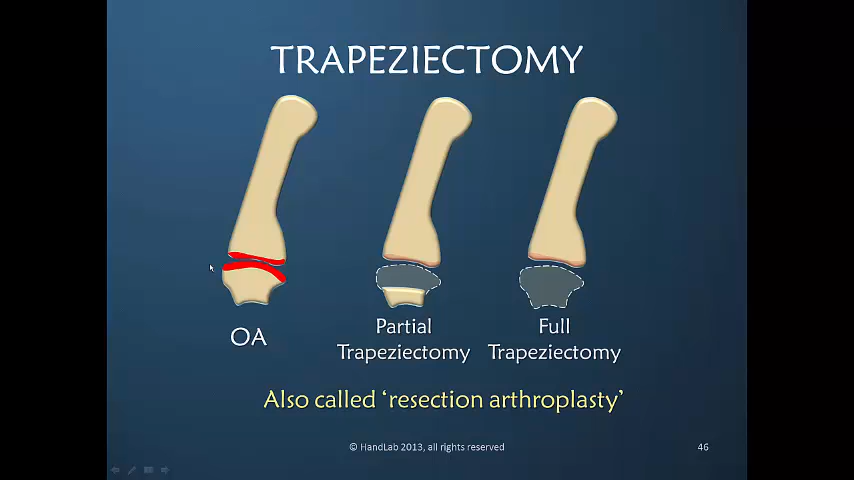 TRAPEZIECTOMY
OA
Partial
Trapeziectomy
Full
Trapeziectomy
Also called ‘resection arthroplasty’
© HandLab 2013, all rights reserved
46